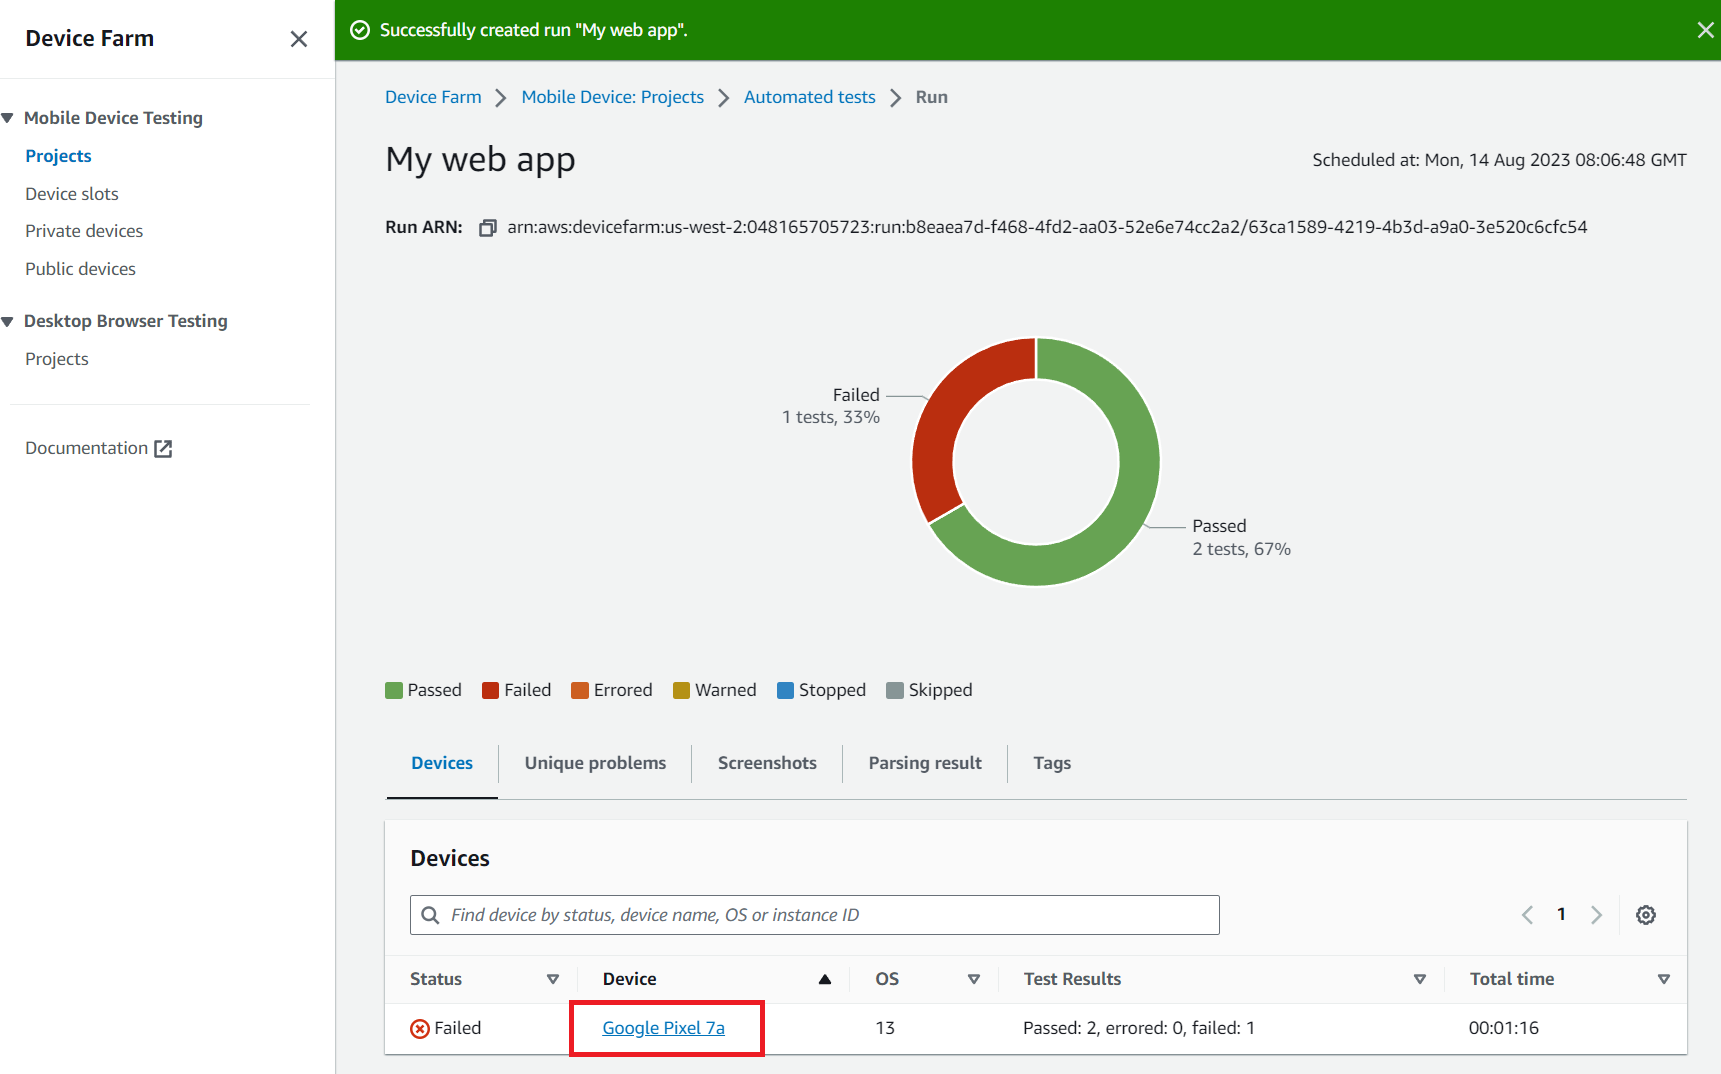 Device Farm
Mobile Device Testing
Projects
Device slots
Private devices
Public devices
Desktop Browser Testing
Projects
Documentation
Successfully created run "My web app".
Device Farm > Mobile Device: Projects > Automated tests > Run
My web app
Scheduled at: Mon, 14 Aug 2023 08:06:48 GMT
Run ARN: arn:aws:devicefarm:us-west-2:048165705723:run:b8eaea7d-f468-4fd2-aa03-52e6e74cc2a2/63ca1589-4219-4b3d-a9a0-3e520c6cfc54
Failed
1 tests, 33%
Passed
2 tests, 67%
Passed Failed Errored Warned Stopped Skipped
Devices Unique problems Screenshots Parsing result Tags
Devices
Find device by status, device name, OS or instance ID
1
Status Device OS Test Results Total time
Failed Google Pixel 7a 13 Passed: 2, errored: 0, failed: 1 00:01:16